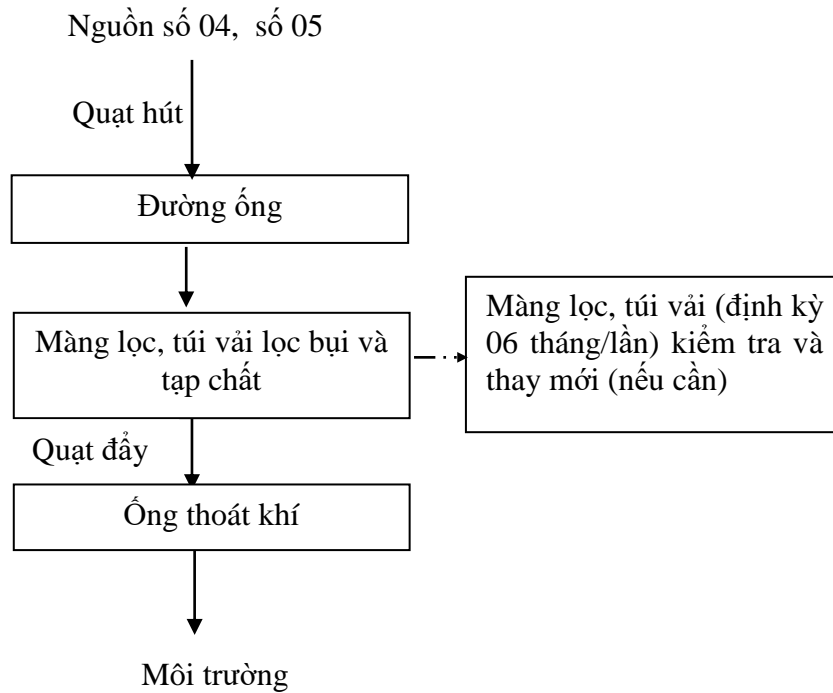 Nguồn số 04, số 05
Quạt hút
Đường ống
Màng lọc, túi vải lọc bụi và
tạp chất
Màng lọc, túi vải (định kỳ
06 tháng/lần) kiểm tra và
thay mới (nếu cần)
Quạt đẩy
Ống thoát khí
Môi trường